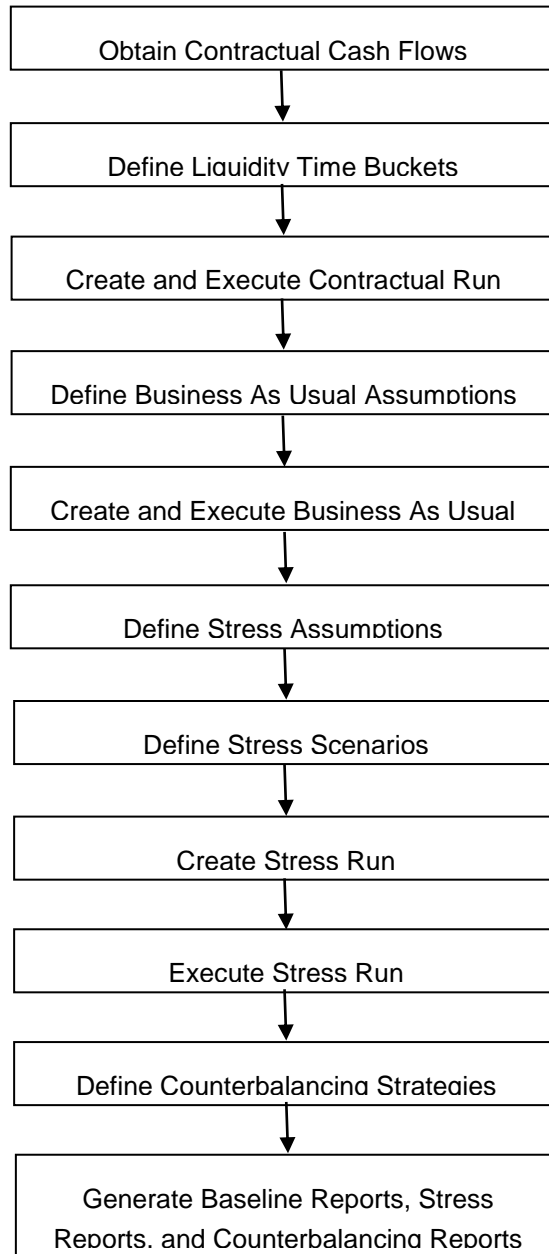 Obtain Contractual Cash Flows
Define Liquidity Time Buckets
Create and Execute Contractual Run
Define Business As Usual Assumptions
Create and Execute Business As Usual
Define Stress Assumptions
Define Stress Scenarios
Create Stress Run
Execute Stress Run
Define Counterbalancing Strategies
Generate Baseline Reports, Stress
Reports, and Counterbalancing Reports